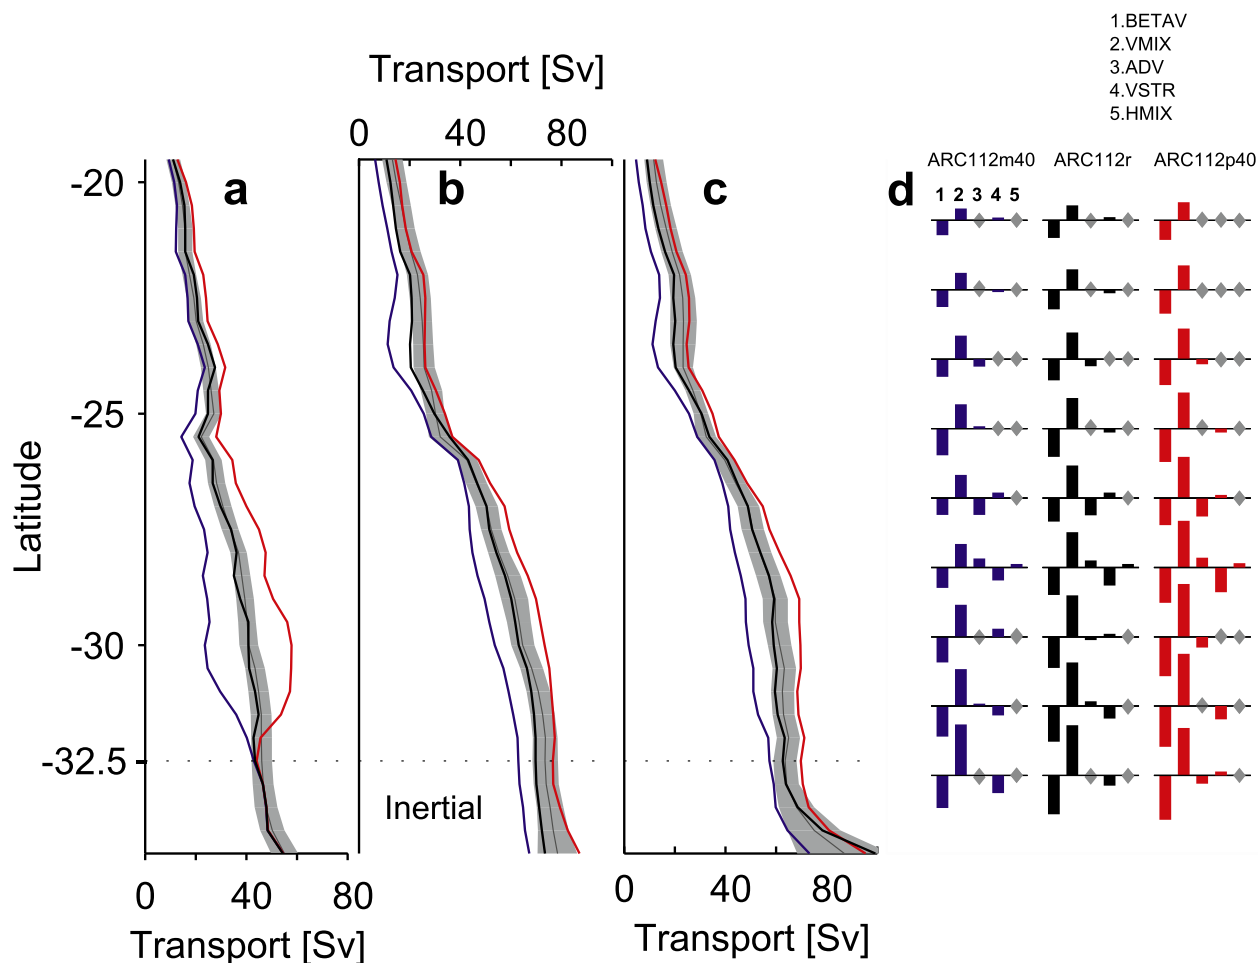 1.BETAV
2.VMIX
3.ADV
4.VSTR
5.HMIX
Transport [Sv]
0 40 80
ARC112m40 ARC112r ARC112p40
a b c d
1 2 3 4 5
-20
-25
-30
-32.5
Latitude
Inertial
0 40 80
0 40 80
Transport [Sv]
Transport [Sv]